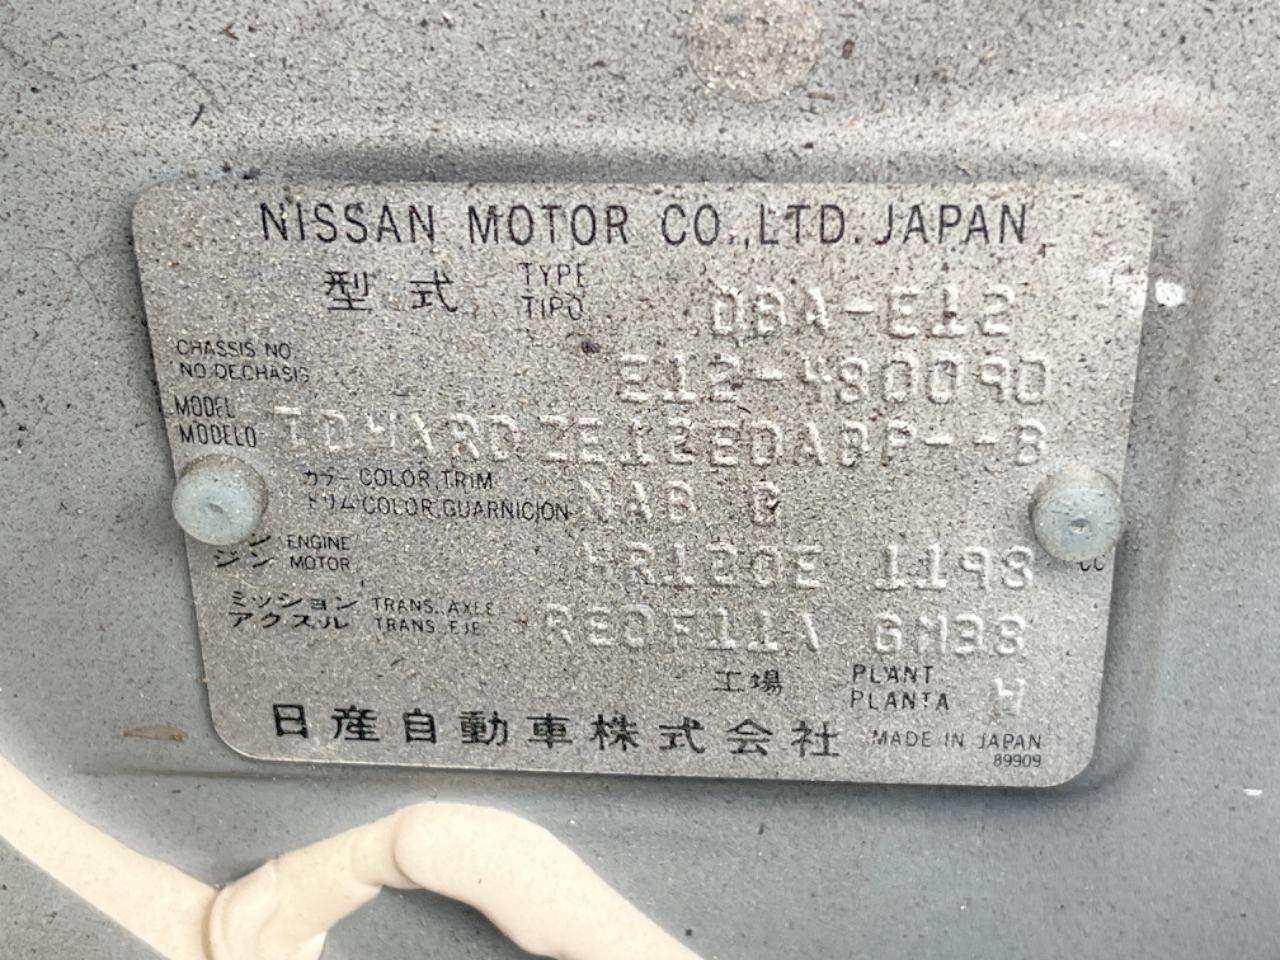 NISSAN MOTOR CO.,LTD.JAPAN
型式 TYPE TIPO DBA-E12
CHASSIS NO. NO DE CHASIS E12-480090
MODEL MODELO ZE12EDABP--B
カラー COLOR,TRIM
トリム COLOR,GUARNICION NAB G
ジン ENGINE MOTOR HR12DE 1198 CC
ミッション TRANS. AXLE
アクスル TRANS. EJE RE0F11A GM38
工場 PLANT PLANTA H
日産自動車株式会社 MADE IN JAPAN
89909